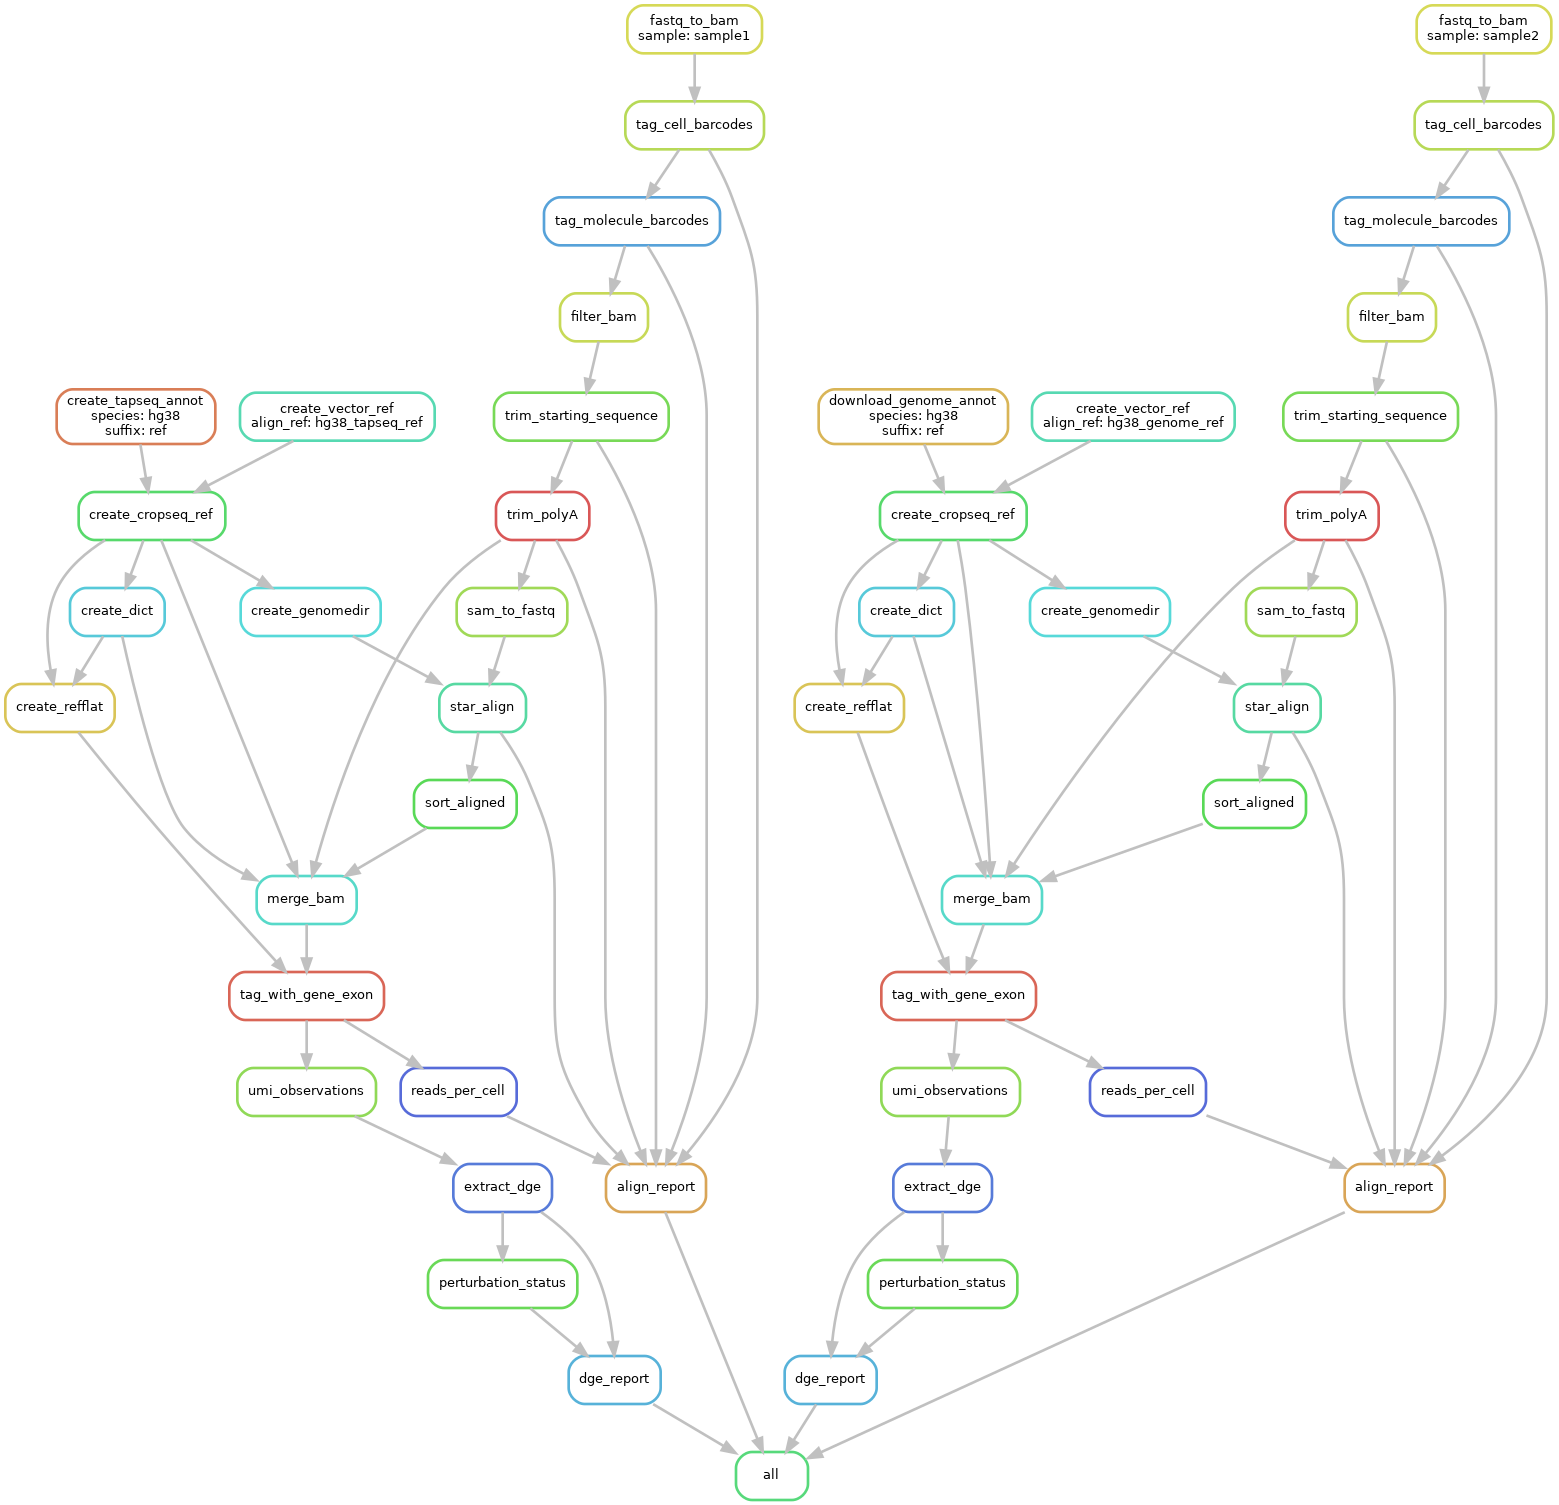 fastq_to_bam
sample: sample1
fastq_to_bam
sample: sample2
tag_cell_barcodes
tag_cell_barcodes
tag_molecule_barcodes
tag_molecule_barcodes
filter_bam
filter_bam
create_tapseq_annot
species: hg38
suffix: ref
create_vector_ref
align_ref: hg38_tapseq_ref
trim_starting_sequence
download_genome_annot
species: hg38
suffix: ref
create_vector_ref
align_ref: hg38_genome_ref
trim_starting_sequence
create_cropseq_ref
trim_polyA
create_cropseq_ref
trim_polyA
create_dict
create_genomedir
sam_to_fastq
create_dict
create_genomedir
sam_to_fastq
create_refflat
star_align
create_refflat
star_align
sort_aligned
sort_aligned
merge_bam
merge_bam
tag_with_gene_exon
tag_with_gene_exon
umi_observations
reads_per_cell
umi_observations
reads_per_cell
extract_dge
align_report
extract_dge
align_report
perturbation_status
perturbation_status
dge_report
dge_report
all